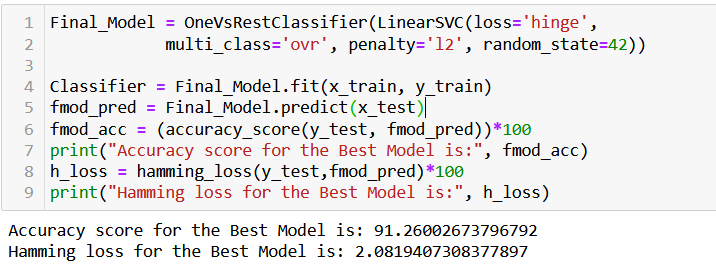 1 Final_Model = OneVsRestClassifier(LinearSVC(loss='hinge',
2 multi_class='ovr', penalty='l2', random_state=42))
3
4 Classifier = Final_Model.fit(x_train, y_train)
5 fmod_pred = Final_Model.predict(x_test)
6 fmod_acc = (accuracy_score(y_test, fmod_pred))*100
7 print("Accuracy score for the Best Model is:", fmod_acc)
8 h_loss = hamming_loss(y_test,fmod_pred)*100
9 print("Hamming loss for the Best Model is:", h_loss)
Accuracy score for the Best Model is: 91.26002673796792
Hamming loss for the Best Model is: 2.0819407308377897